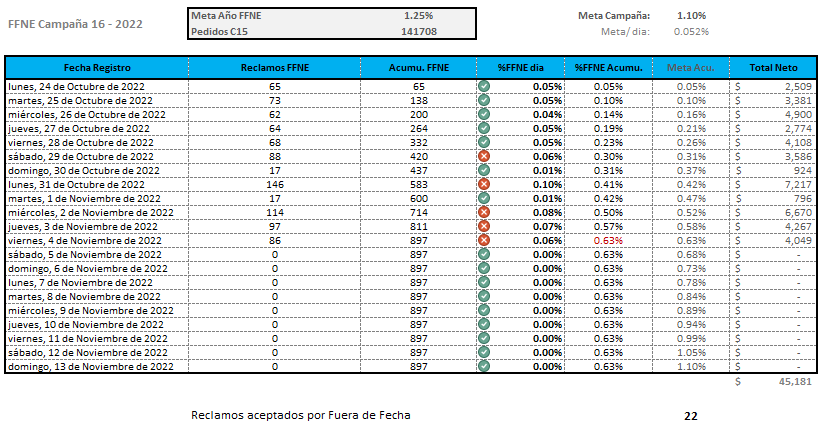 Meta Año FFNE 1.25% Meta Campaña: 1.10%
FFNE Campaña 16 - 2022
Pedidos C15 141708 Meta/ dia: 0.052%
Fecha Registro Reclamos FFNE Acumu. FFNE %FFNE dia %FFNE Acumu. Meta Acu. Total Neto
lunes, 24 de Octubre de 2022 65 65 0.05% 0.05% 0.05% $ 2,509
martes, 25 de Octubre de 2022 73 138 0.05% 0.10% 0.10% $ 3,381
miércoles, 26 de Octubre de 2022 62 200 0.04% 0.14% 0.16% $ 4,900
jueves, 27 de Octubre de 2022 64 264 0.05% 0.19% 0.21% $ 2,774
viernes, 28 de Octubre de 2022 68 332 0.05% 0.23% 0.26% $ 4,108
sábado, 29 de Octubre de 2022 88 420 0.06% 0.30% 0.31% $ 3,586
domingo, 30 de Octubre de 2022 17 437 0.01% 0.31% 0.37% $ 924
lunes, 31 de Octubre de 2022 146 583 0.10% 0.41% 0.42% $ 7,217
martes, 1 de Noviembre de 2022 17 600 0.01% 0.42% 0.47% $ 796
miércoles, 2 de Noviembre de 2022 114 714 0.08% 0.50% 0.52% $ 6,670
jueves, 3 de Noviembre de 2022 97 811 0.07% 0.57% 0.58% $ 4,267
viernes, 4 de Noviembre de 2022 86 897 0.06% 0.63% 0.63% $ 4,049
sábado, 5 de Noviembre de 2022 0 897 0.00% 0.63% 0.68% $ -
domingo, 6 de Noviembre de 2022 0 897 0.00% 0.63% 0.73% $ -
lunes, 7 de Noviembre de 2022 0 897 0.00% 0.63% 0.78% $ -
martes, 8 de Noviembre de 2022 0 897 0.00% 0.63% 0.84% $ -
miércoles, 9 de Noviembre de 2022 0 897 0.00% 0.63% 0.89% $ -
jueves, 10 de Noviembre de 2022 0 897 0.00% 0.63% 0.94% $ -
viernes, 11 de Noviembre de 2022 0 897 0.00% 0.63% 0.99% $ -
sábado, 12 de Noviembre de 2022 0 897 0.00% 0.63% 1.05% $ -
domingo, 13 de Noviembre de 2022 0 897 0.00% 0.63% 1.10% $ -
$ 45,181
Reclamos aceptados por Fuera de Fecha 22